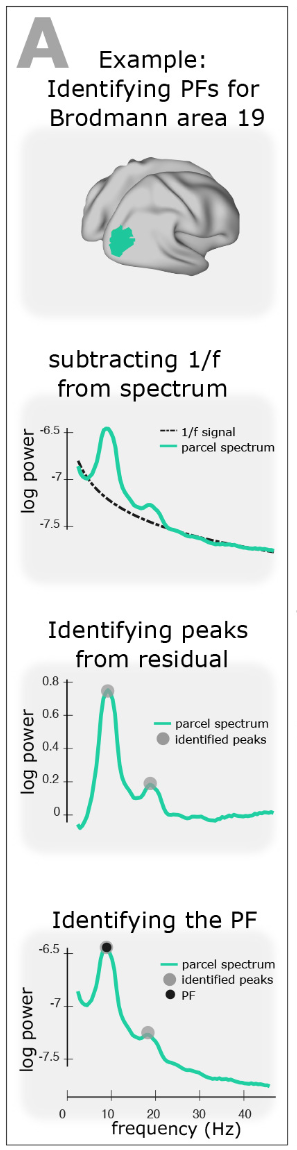 A
Example:
Identifying PFs for
Brodmann area 19
subtracting 1/f
from spectrum
log power
-6.5
-7
-7.5
1/f signal
parcel spectrum
Identifying peaks
from residual
log power
0.8
0.6
0.4
0.2
0
parcel spectrum
identified peaks
Identifying the PF
log power
-6.5
-7
-7.5
parcel spectrum
identified peaks
PF
0 10 20 30 40
frequency (Hz)